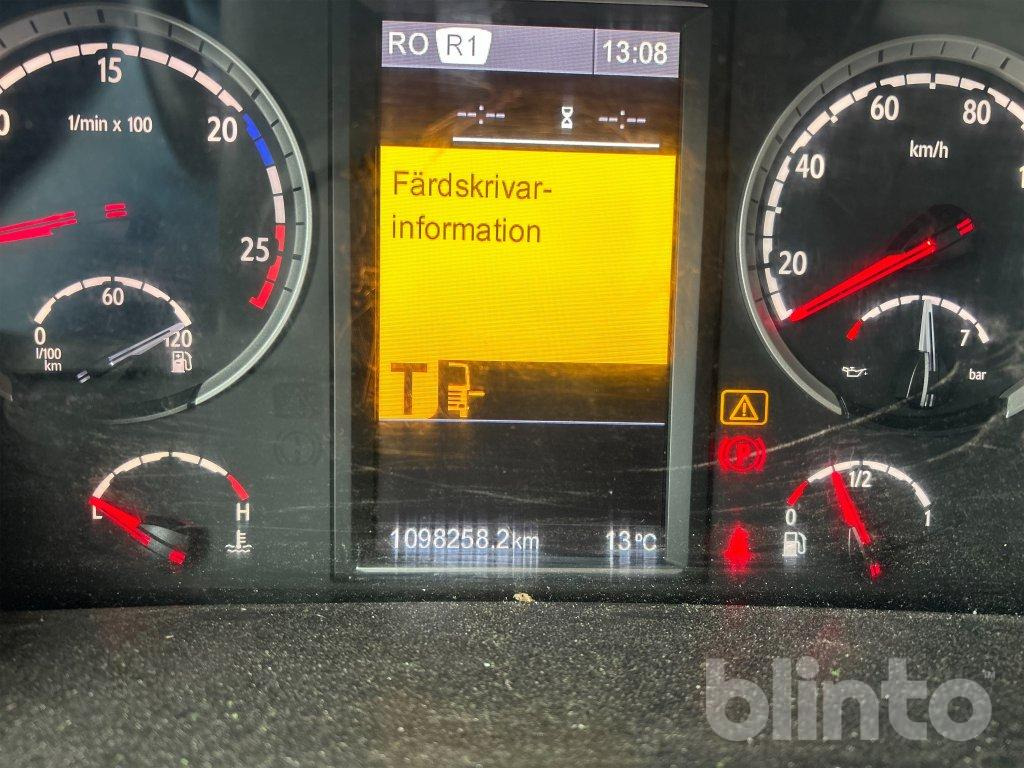 RO R1 13:08
15
1/min x 100
20
25
60
0
120
l/100
km
L
H
--:-- --:--
Färdskrivar-
information
T
1098258.2km 13°C
60
80
40
km/h
20
7
bar
P
1/2
0
1
blinto™